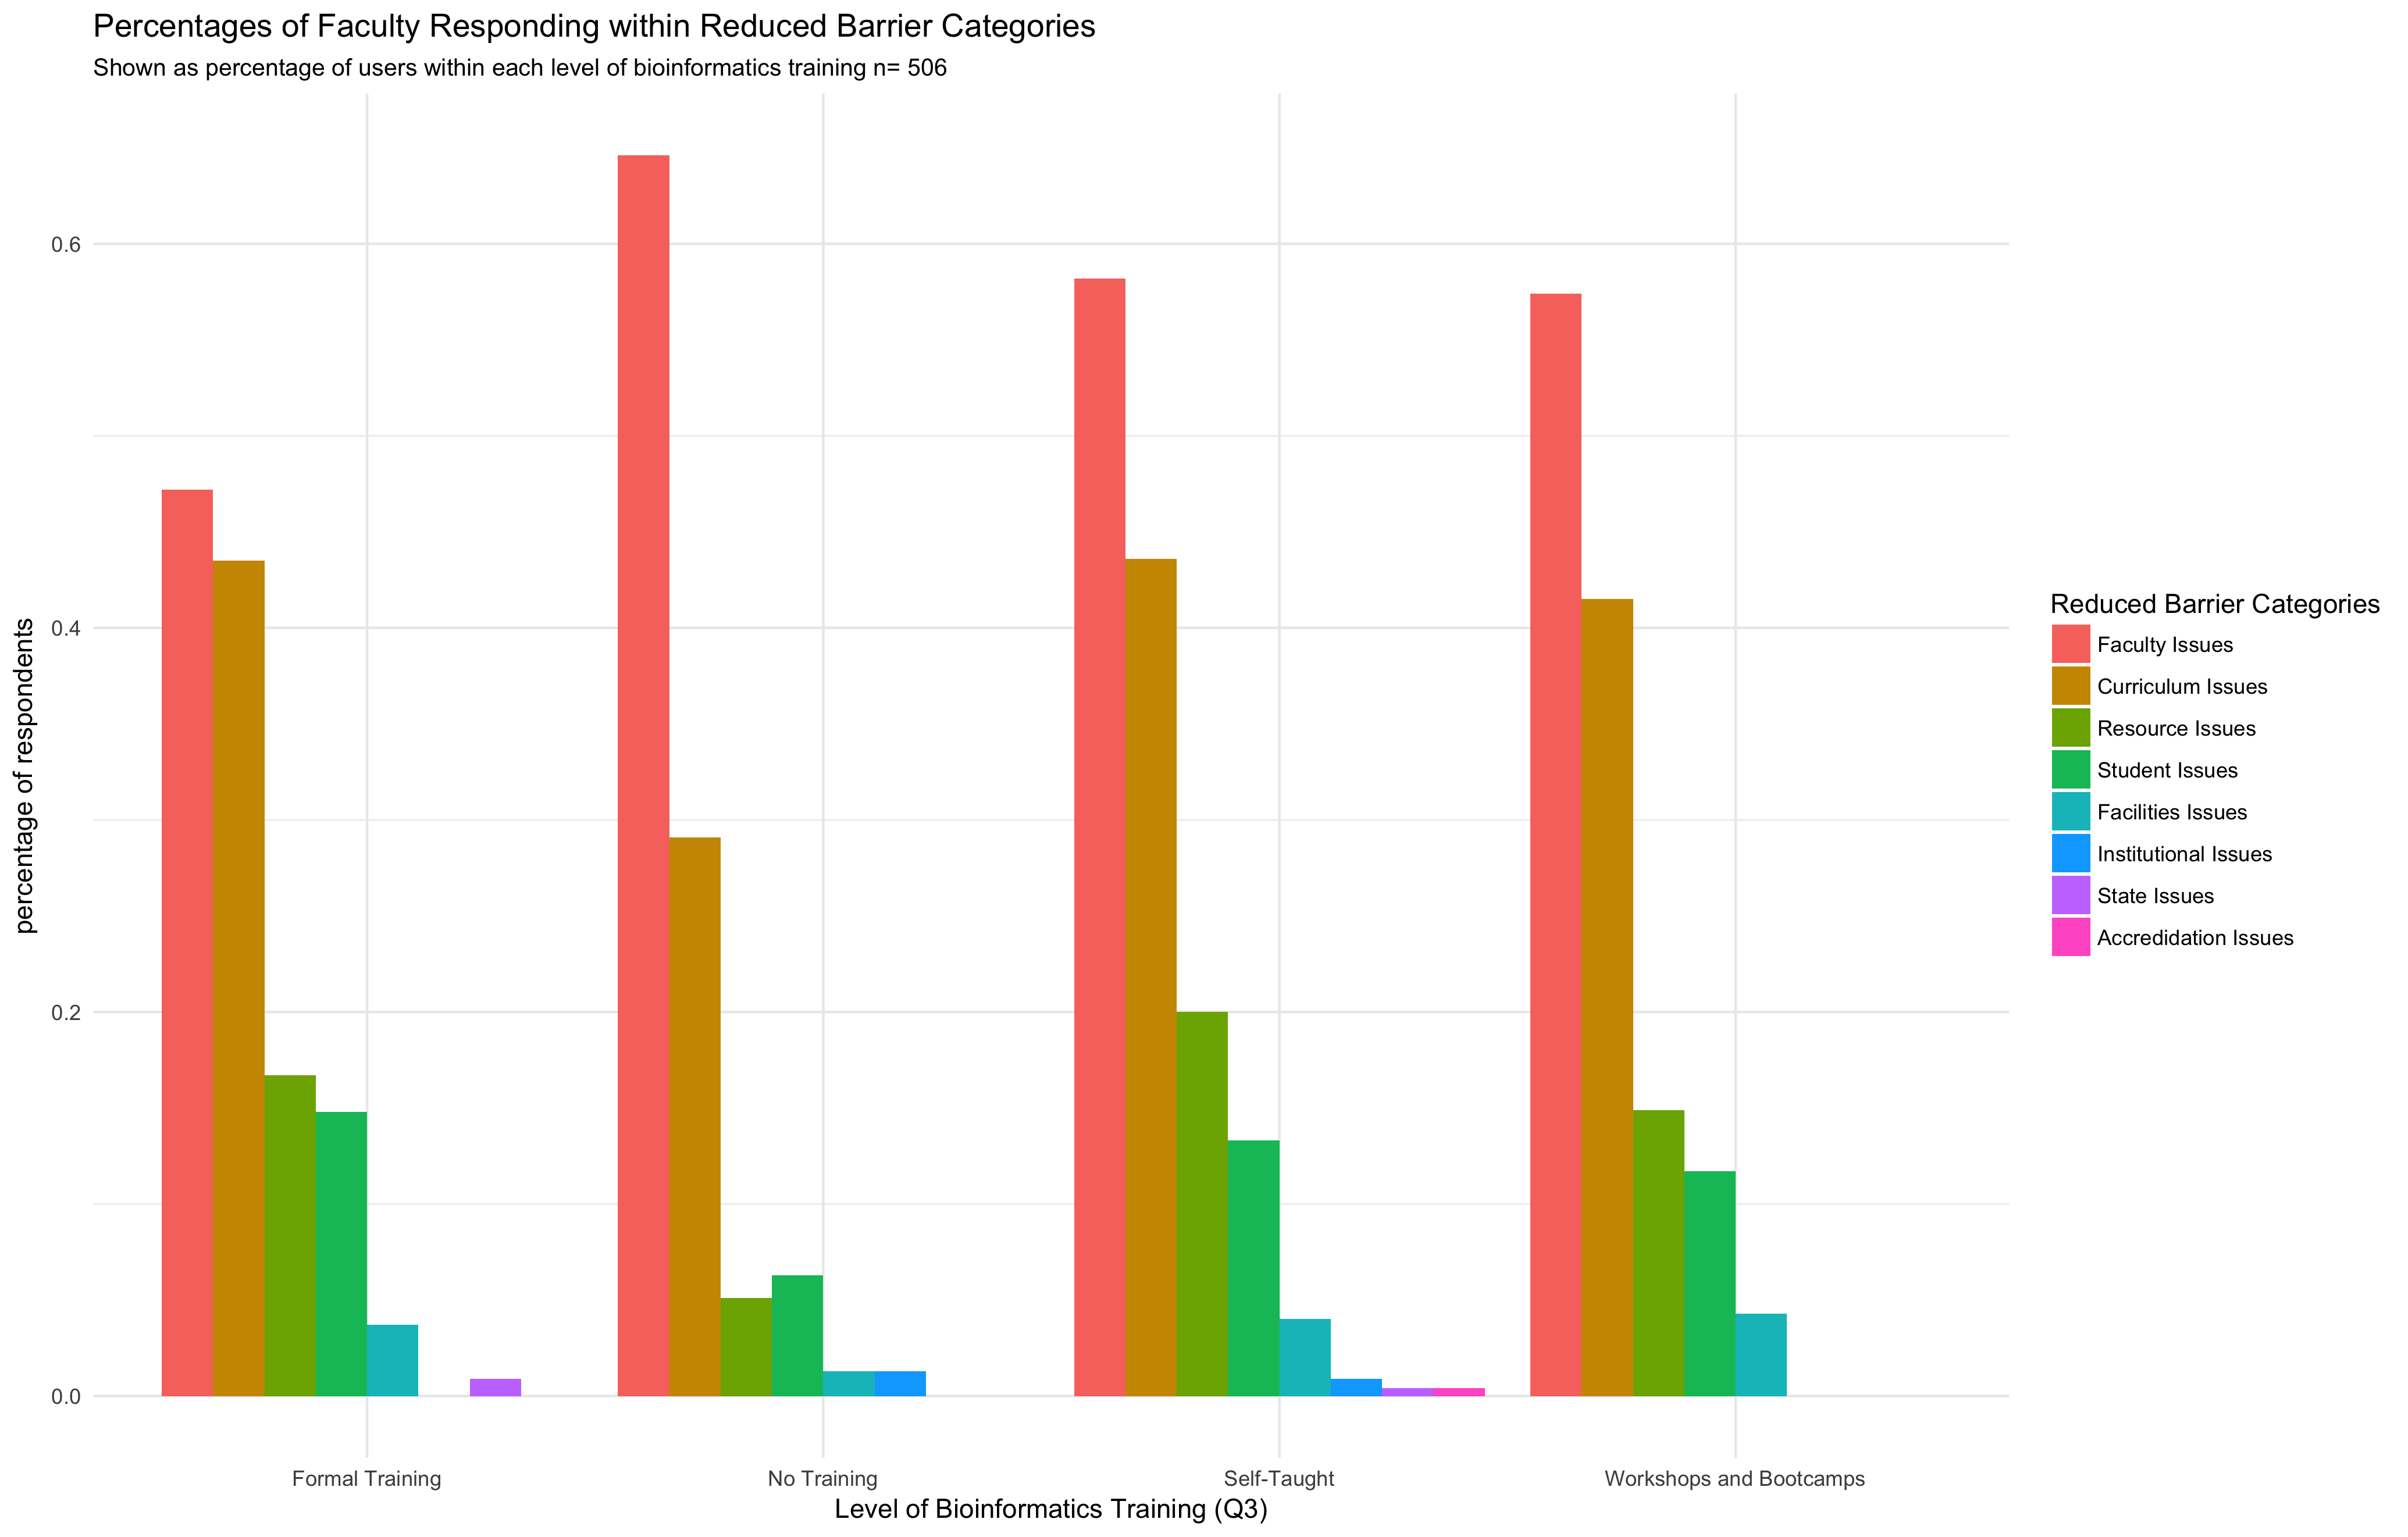 Percentages of Faculty Responding within Reduced Barrier Categories
Shown as percentage of users within each level of bioinformatics training n= 506
percentage of respondents
0.6
0.4
0.2
0.0
Formal Training
No Training
Self-Taught
Workshops and Bootcamps
Level of Bioinformatics Training (Q3)
Reduced Barrier Categories
Faculty Issues
Curriculum Issues
Resource Issues
Student Issues
Facilities Issues
Institutional Issues
State Issues
Accredidation Issues